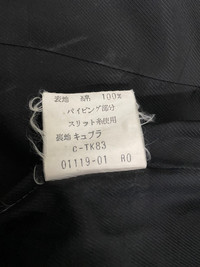 表地 綿 100%
パイピング部分
スリット糸使用
裏地 キュプラ
C-TK83
01119-01 A0